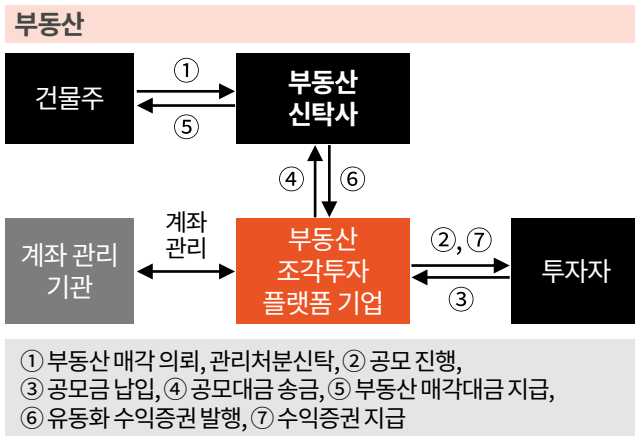 부동산
건물주
①
⑤
부동산
신탁사
④
⑥
계좌 관리
기관
계좌
관리
부동산
조각투자
플랫폼 기업
②, ⑦
③
투자자
① 부동산 매각 의뢰, 관리처분신탁, ② 공모 진행,
③ 공모금 납입, ④ 공모대금 송금, ⑤ 부동산 매각대금 지급,
⑥ 유동화 수익증권 발행, ⑦ 수익증권 지급